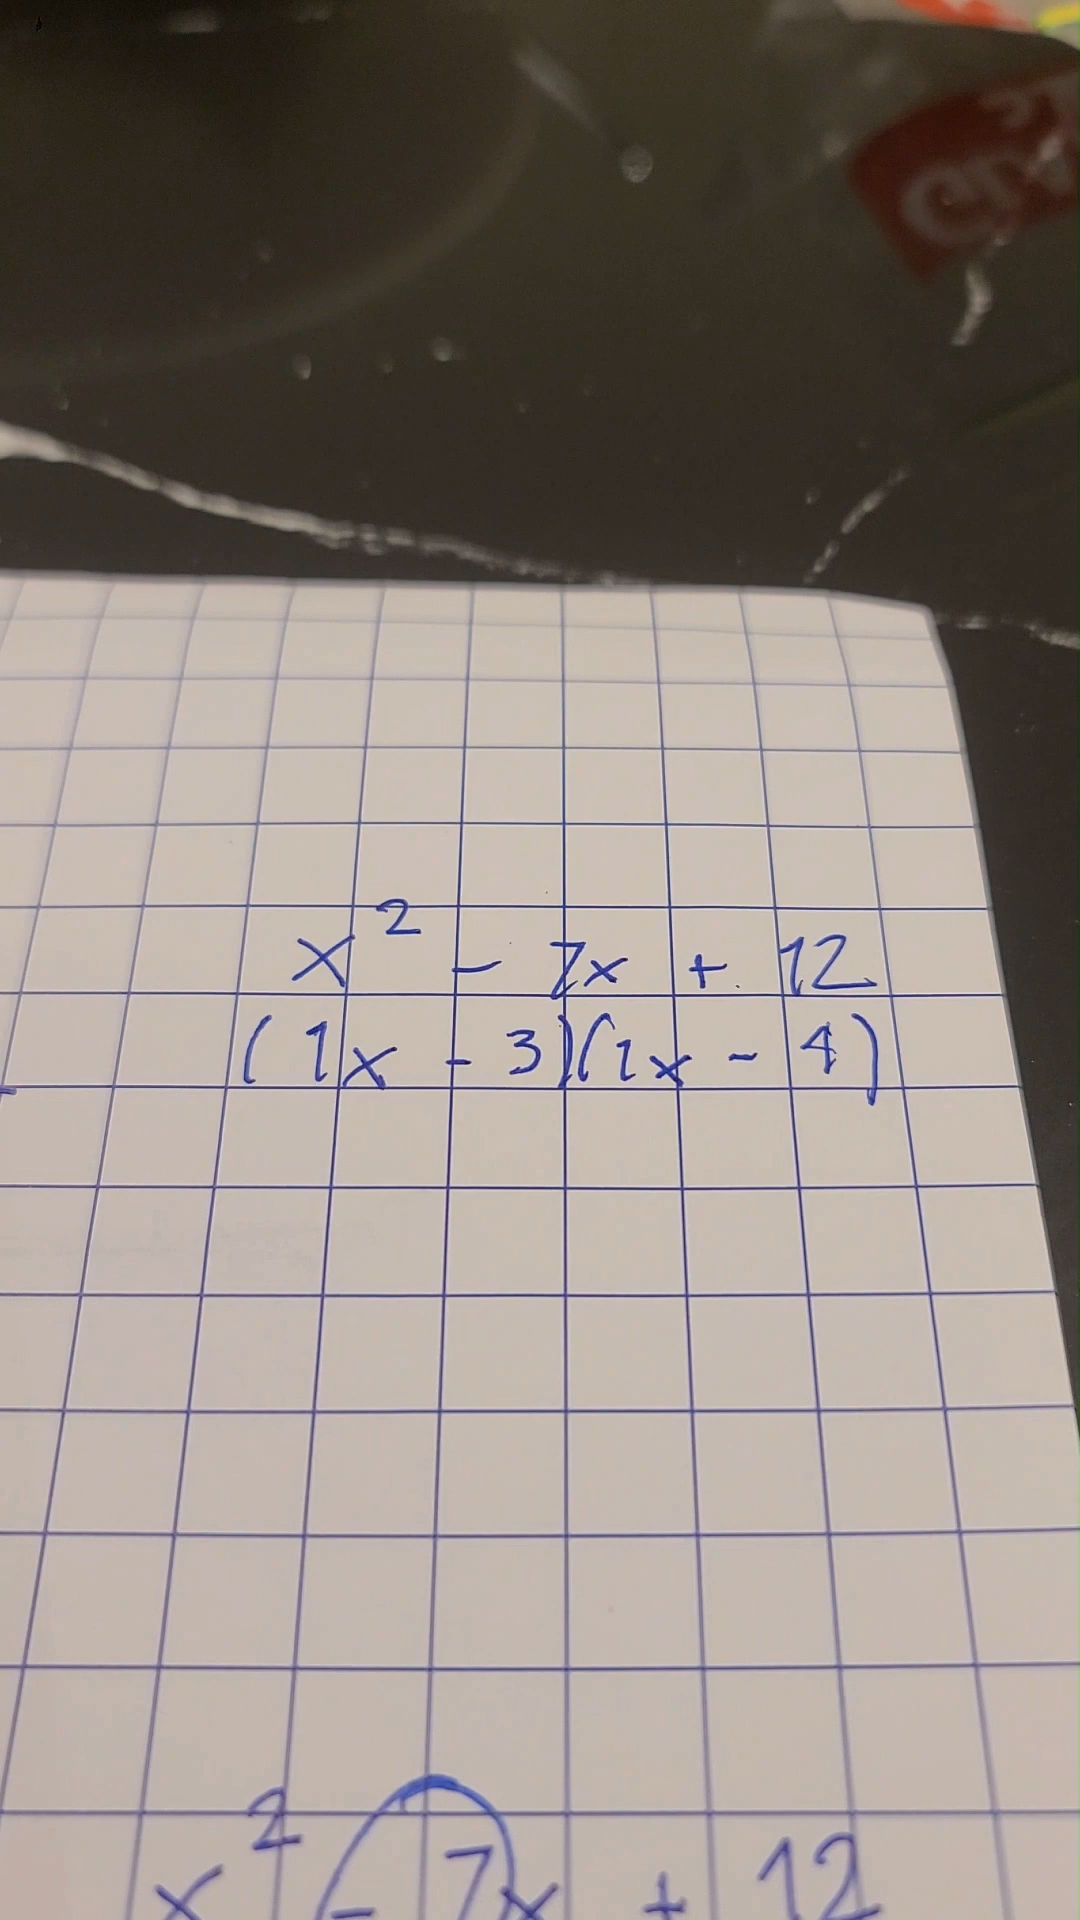 x² - 7x + 12
(1x - 3)(1x - 4)
x² - 7x + 12